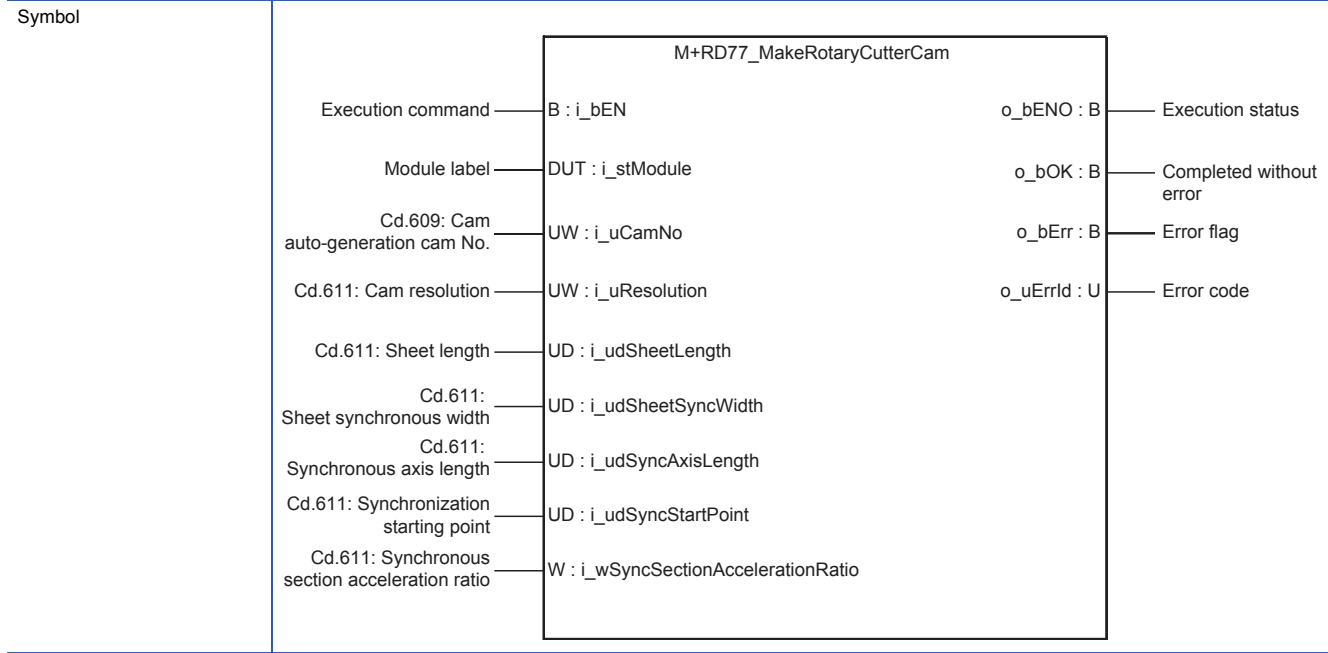 Symbol
M+RD77_MakeRotaryCutterCam
Execution command
B : i_bEN
o_bENO : B
Execution status
Module label
DUT : i_stModule
o_bOK : B
Completed without
error
Cd.609: Cam
auto-generation cam No.
UW : i_uCamNo
o_bErr : B
Error flag
Cd.611: Cam resolution
UW : i_uResolution
o_uErrId : U
Error code
Cd.611: Sheet length
UD : i_udSheetLength
Cd.611:
Sheet synchronous width
UD : i_udSheetSyncWidth
Cd.611:
Synchronous axis length
UD : i_udSyncAxisLength
Cd.611: Synchronization
starting point
UD : i_udSyncStartPoint
Cd.611: Synchronous
section acceleration ratio
W : i_wSyncSectionAccelerationRatio